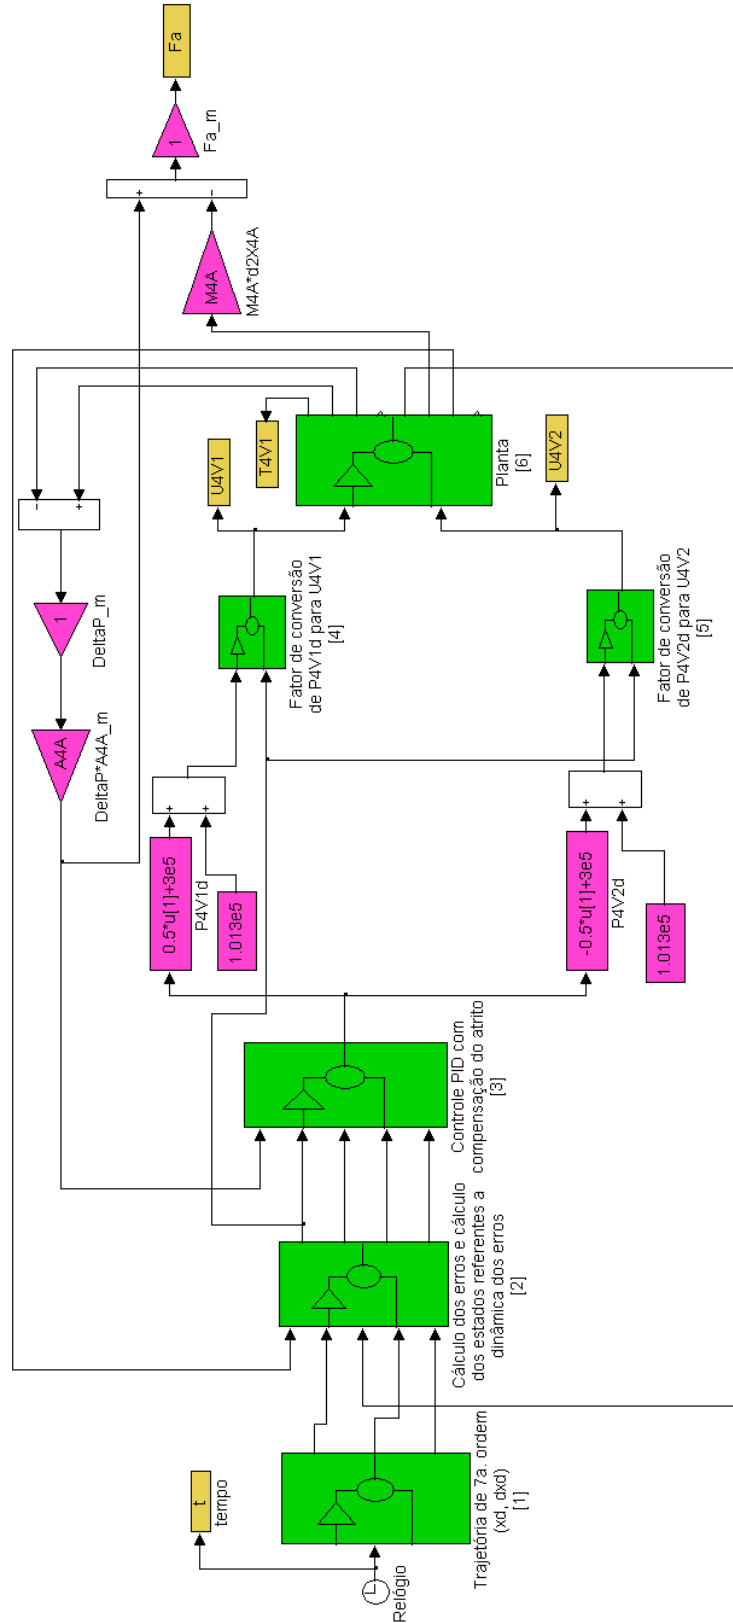 Relógio
t
tempo
Trajetória de 7a. ordem
(xd, dxd)
[1]
Cálculo dos erros e cálculo
dos estados referentes a
dinâmica dos erros
[2]
Controle PID com
compensação do atrito
[3]
0.5*u[1]+3e5
P4V1d
1.013e5
+
+
-0.5*u[1]+3e5
P4V2d
1.013e5
+
+
Fator de conversão
de P4V1d para U4V1
[4]
Fator de conversão
de P4V2d para U4V2
[5]
U4V1
T4V1
U4V2
Planta
[6]
-
+
1
DeltaP_m
A4A
DeltaP*A4A_m
M4A
M4A*d2X4A
+
-
1
Fa_m
Fa